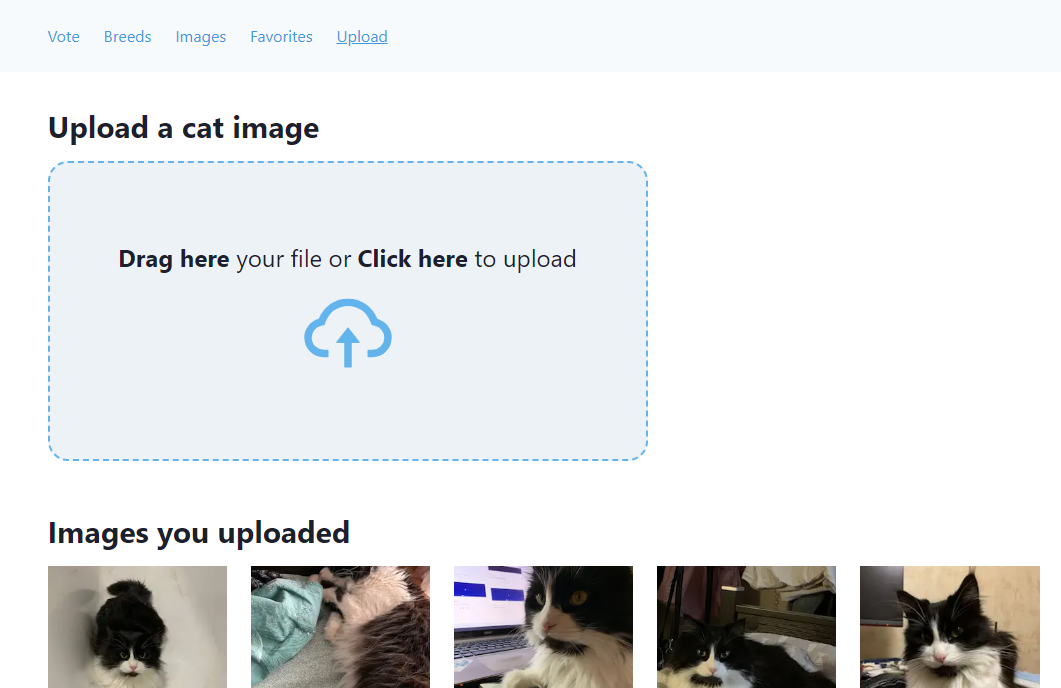 Vote Breeds Images Favorites Upload
Upload a cat image
Drag here your file or Click here to upload
Images you uploaded